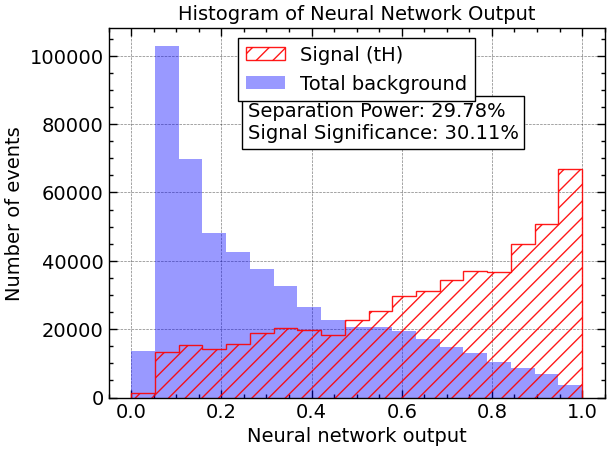 Histogram of Neural Network Output
Signal (tH)
Total background
Separation Power: 29.78%
Signal Significance: 30.11%
Number of events
100000
80000
60000
40000
20000
0
0.0 0.2 0.4 0.6 0.8 1.0
Neural network output